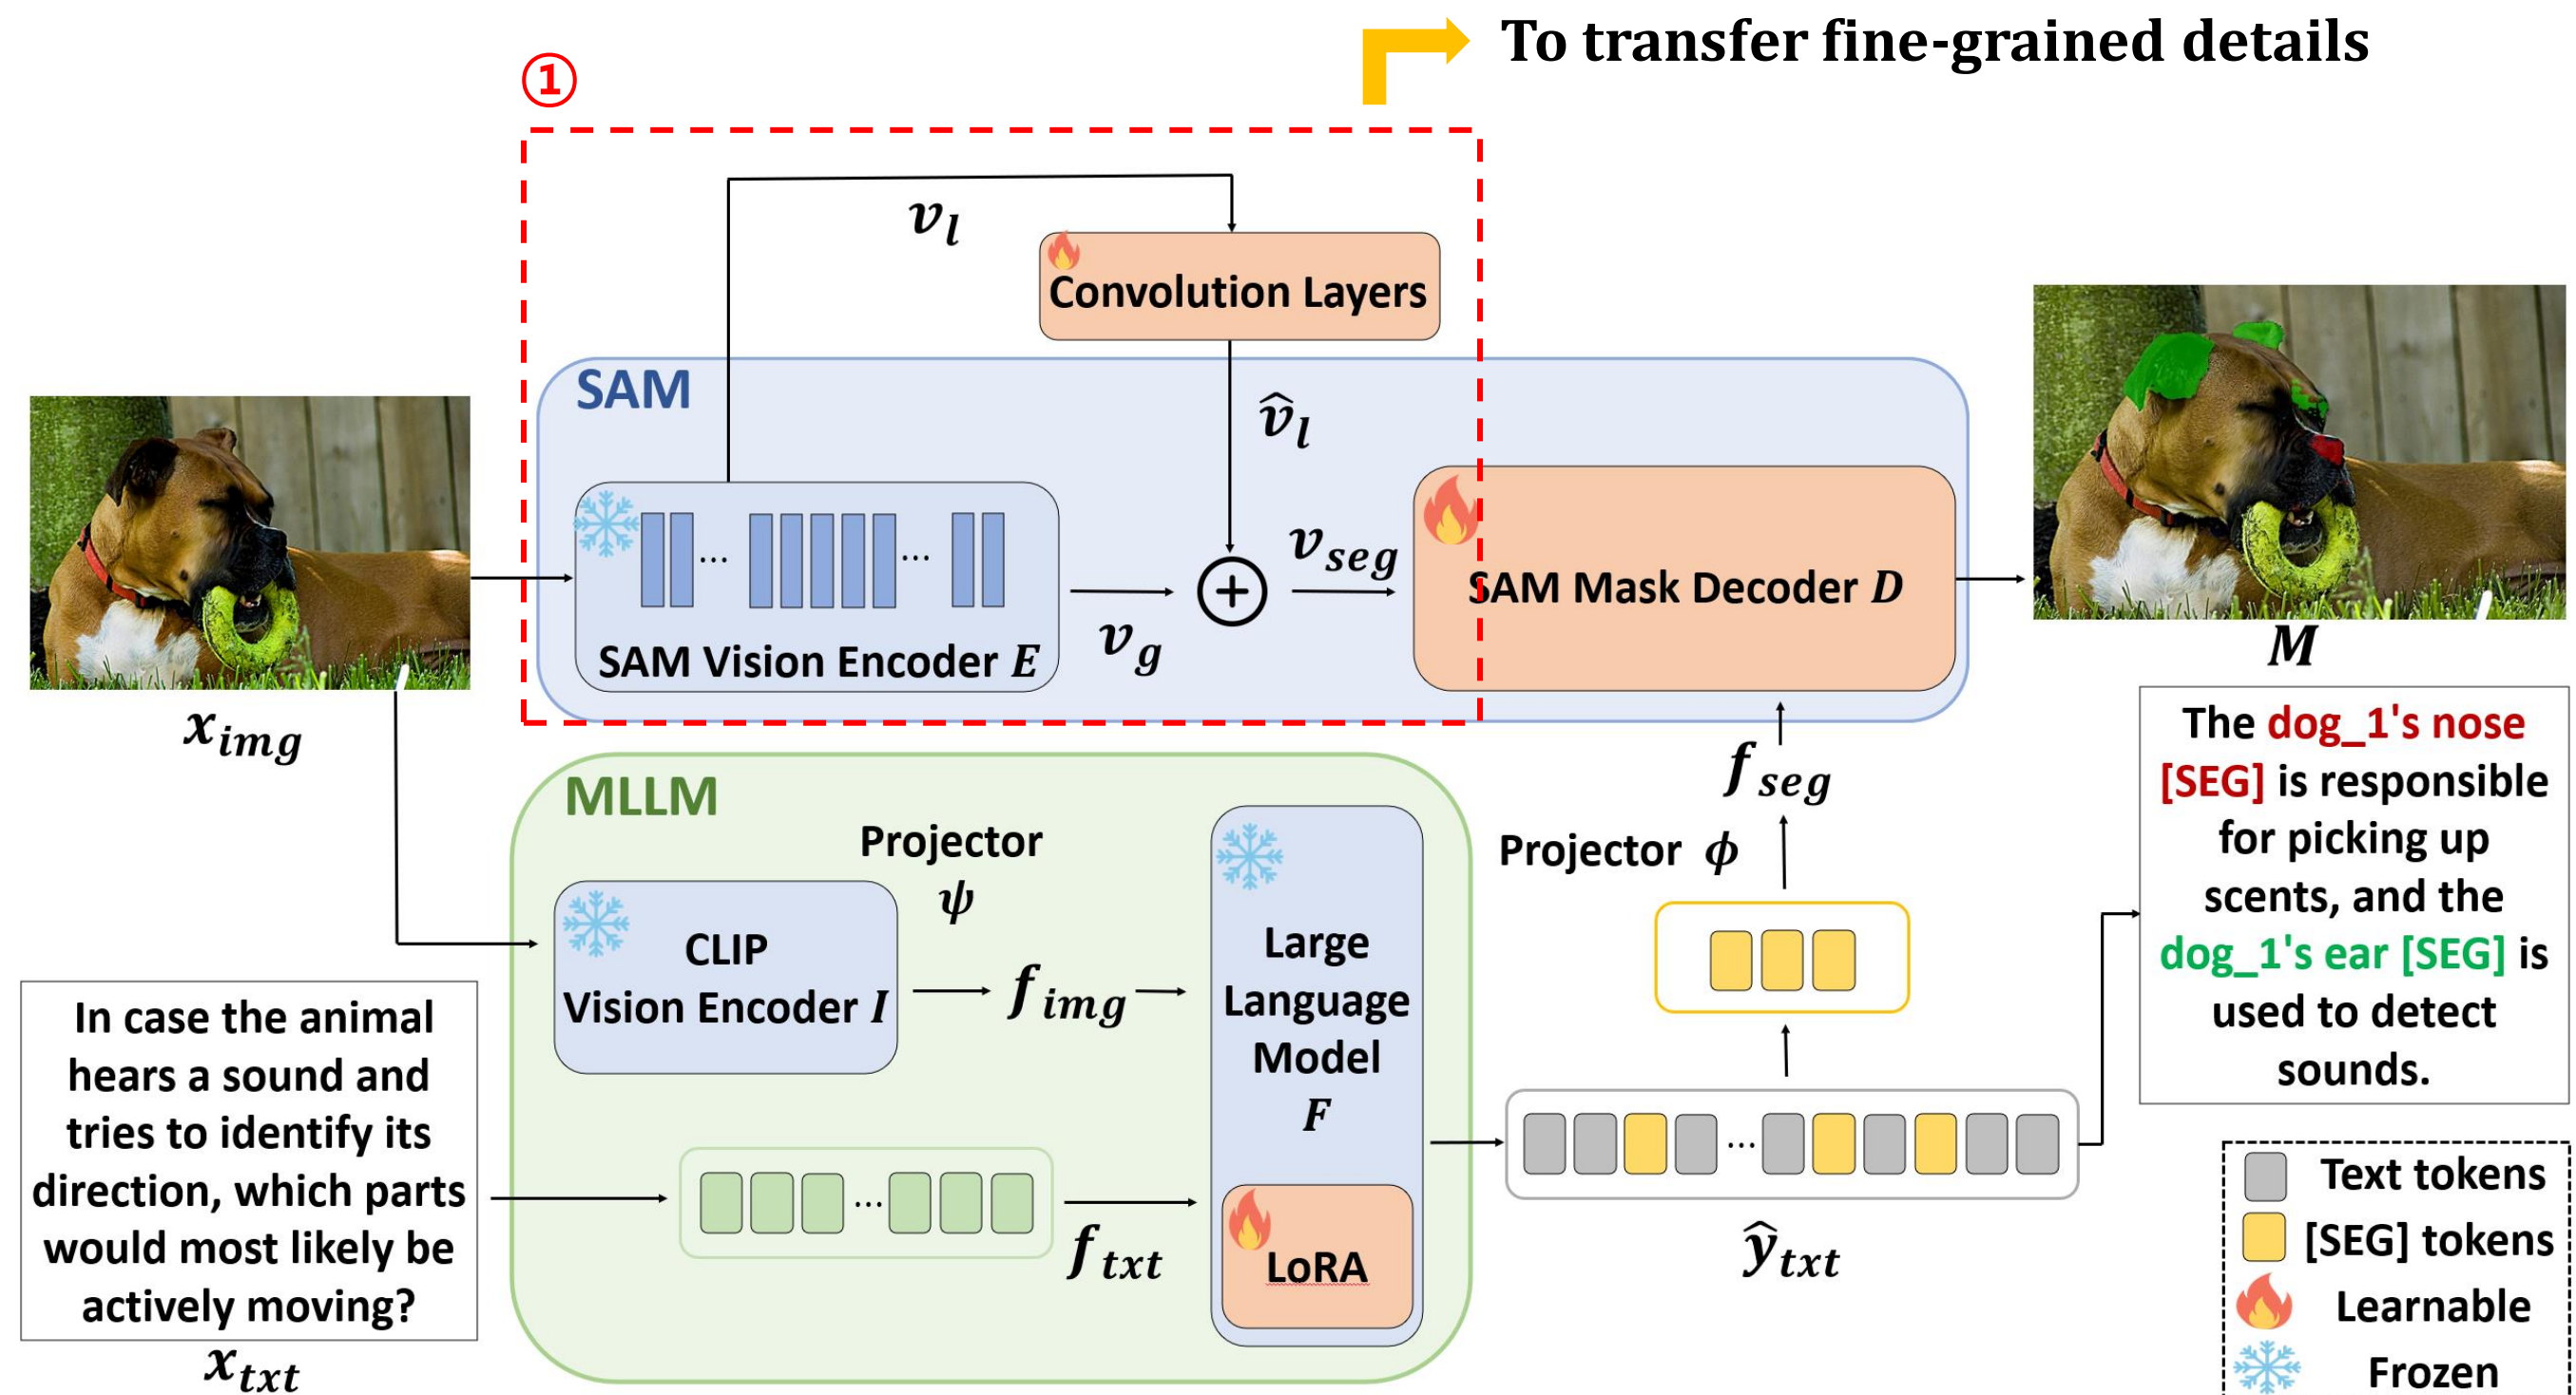 To transfer fine-grained details
①
v_l
Convolution Layers
SAM
v̂_l
v_seg
SAM Mask Decoder D
SAM Vision Encoder E
v_g
M
x_img
The dog_1's nose
[SEG] is responsible
for picking up
scents, and the
dog_1's ear [SEG] is
used to detect
sounds.
MLLM
f_seg
Projector
ψ
Projector ϕ
CLIP
Vision Encoder I
f_img
Large
Language
Model
F
In case the animal
hears a sound and
tries to identify its
direction, which parts
would most likely be
actively moving?
x_txt
...
f_txt
LoRA
...
ŷ_txt
Text tokens
[SEG] tokens
Learnable
Frozen